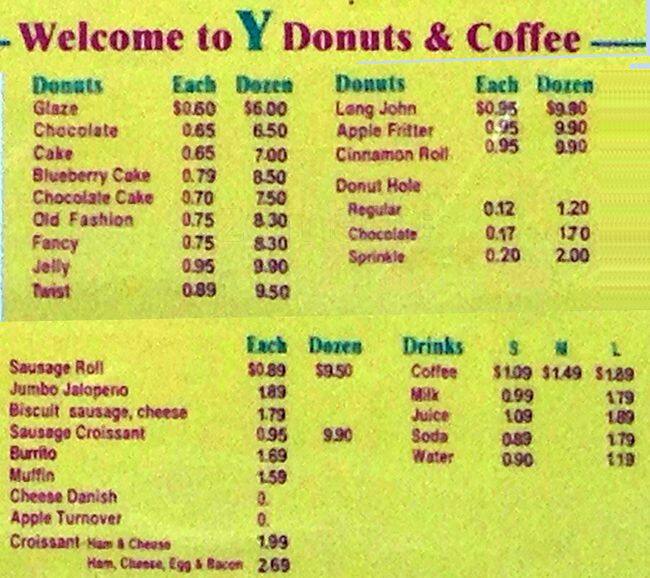 Welcome to Y Donuts & Coffee
Donuts Each Dozen
Glaze $0.60 $6.00
Chocolate 0.65 6.50
Cake 0.65 7.00
Blueberry Cake 0.79 8.50
Chocolate Cake 0.70 7.50
Old Fashion 0.75 8.30
Fancy 0.75 8.30
Jelly 0.95 9.90
Twist 0.89 9.50
Donuts Each Dozen
Long John $0.95 $9.90
Apple Fritter 0.95 9.90
Cinnamon Roll 0.95 9.90
Donut Hole
Regular 0.12 1.20
Chocolate 0.17 1.70
Sprinkle 0.20 2.00
Each Dozen
Sausage Roll $0.89 $9.50
Jumbo Jalopeno 1.89
Biscuit sausage, cheese 1.79
Sausage Croissant 0.95 9.90
Burrito 1.69
Muffin 1.59
Cheese Danish 0.
Apple Turnover 0.
Croissant Ham & Cheese 1.99
Ham, Cheese, Egg & Bacon 2.69
Drinks S M L
Coffee $1.09 $1.49 $1.89
Milk 0.99 1.79
Juice 1.09 1.89
Soda 0.89 1.79
Water 0.90 1.19